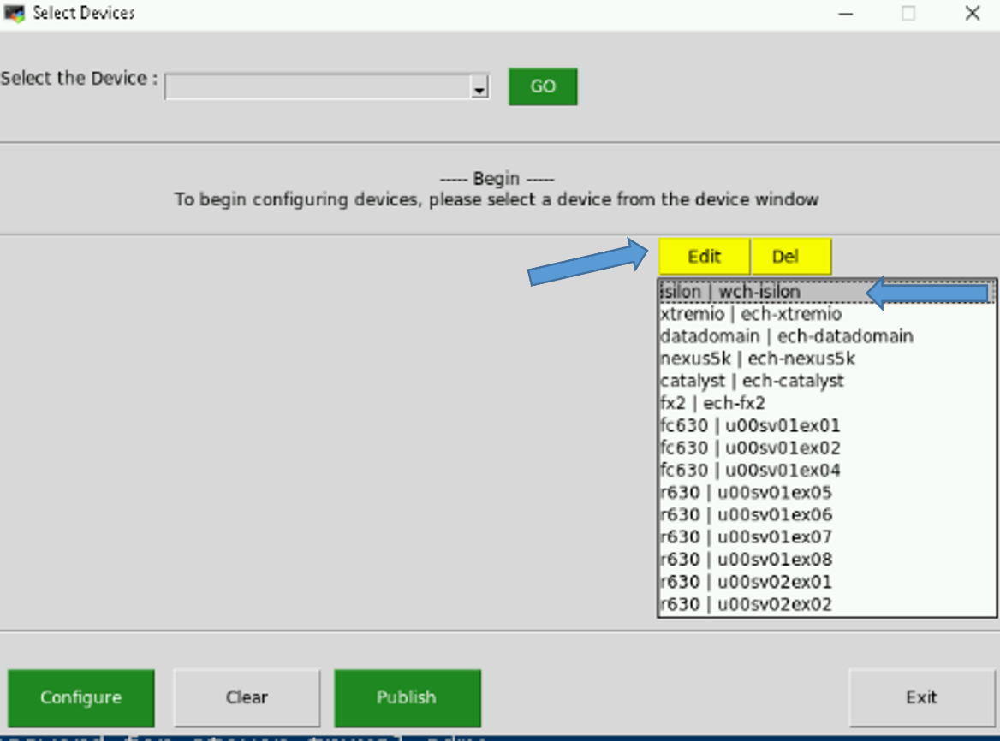 Select Devices
Select the Device :
GO
----- Begin -----
To begin configuring devices, please select a device from the device window
Edit
Del
isilon | wch-isilon
xtremio | ech-xtremio
datadomain | ech-datadomain
nexus5k | ech-nexus5k
catalyst | ech-catalyst
fx2 | ech-fx2
fc630 | u00sv01ex01
fc630 | u00sv01ex02
fc630 | u00sv01ex04
r630 | u00sv01ex05
r630 | u00sv01ex06
r630 | u00sv01ex07
r630 | u00sv01ex08
r630 | u00sv02ex01
r630 | u00sv02ex02
Configure
Clear
Publish
Exit